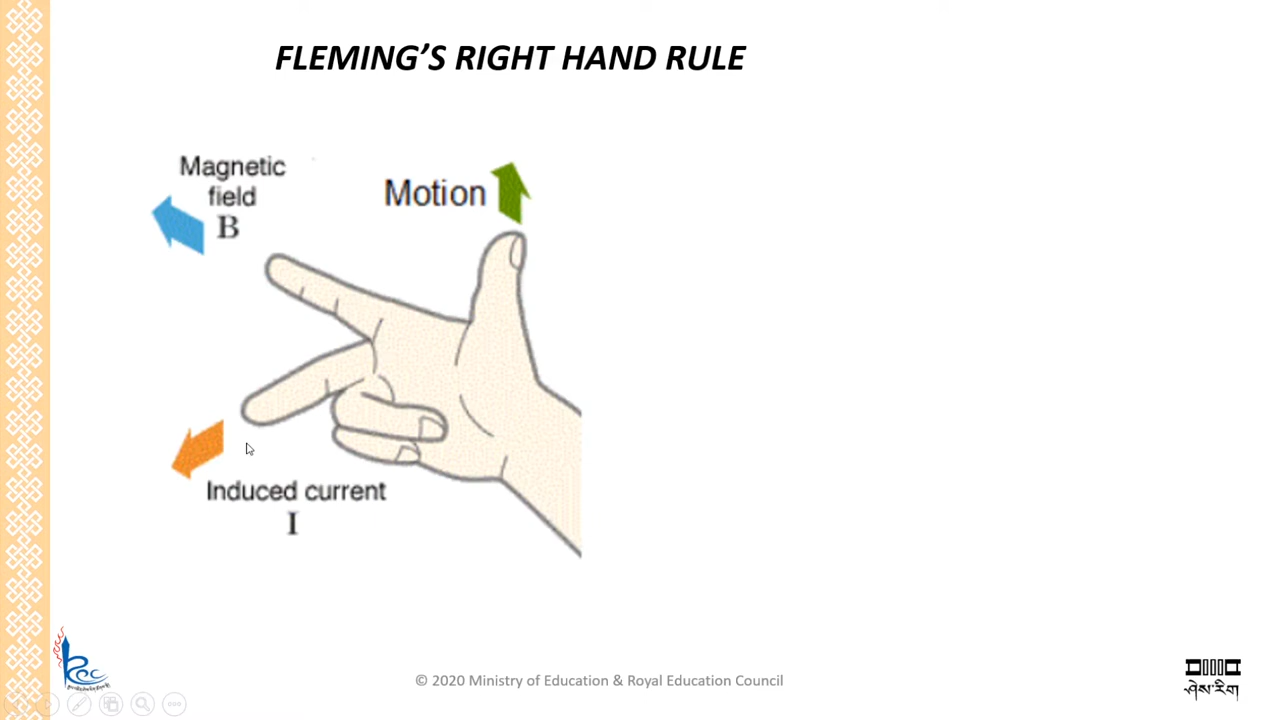 FLEMING’S RIGHT HAND RULE
Magnetic
field
B
Motion
Induced current
I
© 2020 Ministry of Education & Royal Education Council
ཤེས་རིག